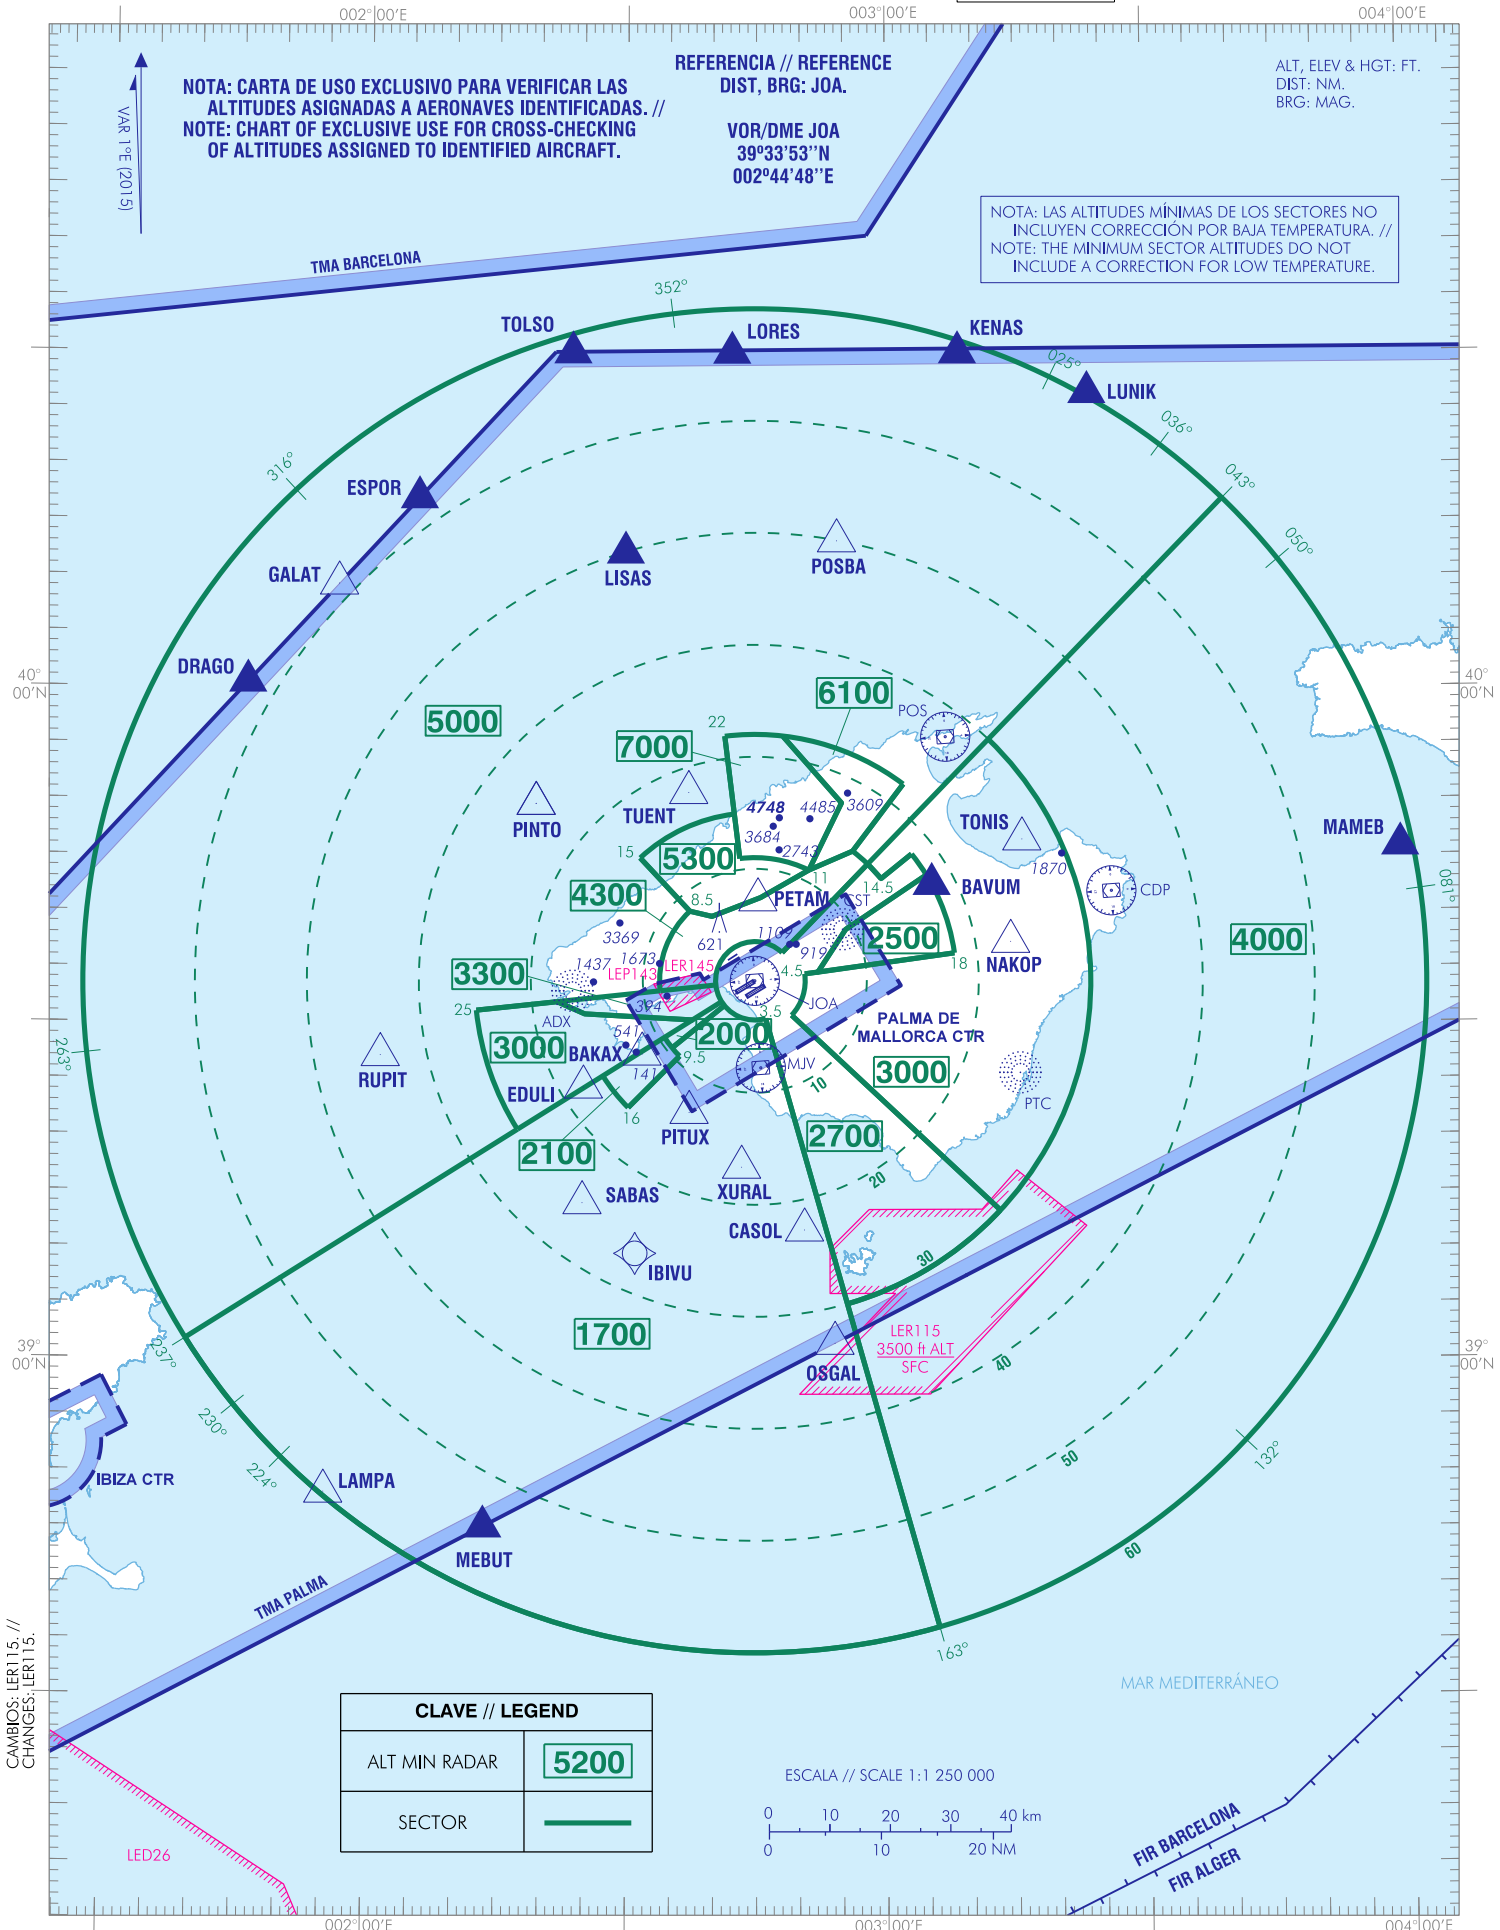 002°00'E
003°00'E
004°00'E
NOTA: CARTA DE USO EXCLUSIVO PARA VERIFICAR LAS
ALTITUDES ASIGNADAS A AERONAVES IDENTIFICADAS. //
NOTE: CHART OF EXCLUSIVE USE FOR CROSS-CHECKING
OF ALTITUDES ASSIGNED TO IDENTIFIED AIRCRAFT.
VAR 1°E (2015)
REFERENCIA // REFERENCE
DIST, BRG: JOA.
VOR/DME JOA
39º33'53''N
002º44'48''E
ALT, ELEV & HGT: FT.
DIST: NM.
BRG: MAG.
NOTA: LAS ALTITUDES MÍNIMAS DE LOS SECTORES NO
INCLUYEN CORRECCIÓN POR BAJA TEMPERATURA. //
NOTE: THE MINIMUM SECTOR ALTITUDES DO NOT
INCLUDE A CORRECTION FOR LOW TEMPERATURE.
TMA BARCELONA
352°
TOLSO
LORES
KENAS
025°
LUNIK
036°
043°
050°
316°
ESPOR
LISAS
POSBA
GALAT
DRAGO
40°
00'N
40°
00'N
5000
6100
7000
22
POS
PINTO
TUENT
4748
4485
3609
3684
2743
TONIS
1870
MAMEB
15
5300
11
14.5
BAVUM
CDP
081°
4300
8.5
PETAM
CST
3369
621
1109
919
2500
NAKOP
4000
1437
1673
LEP143
LER145
4.5
18
3300
394
JOA
25
ADX
3.5
PALMA DE
MALLORCA CTR
263°
RUPIT
3000
541
BAKAX
141
2000
9.5
MJV
10
3000
PTC
EDULI
16
PITUX
2700
2100
SABAS
XURAL
20
CASOL
IBIVU
30
1700
LER115
3500 ft ALT
SFC
OSGAL
40
39°
00'N
39°
00'N
237°
230°
224°
IBIZA CTR
LAMPA
MEBUT
50
132°
60
163°
TMA PALMA
CAMBIOS: LER115. //
CHANGES: LER115.
MAR MEDITERRÁNEO
CLAVE // LEGEND
ALT MIN RADAR
5200
SECTOR
ESCALA // SCALE 1:1 250 000
0 10 20 30 40 km
0 10 20 NM
FIR BARCELONA
FIR ALGER
LED26
002°00'E
003°00'E
004°00'E